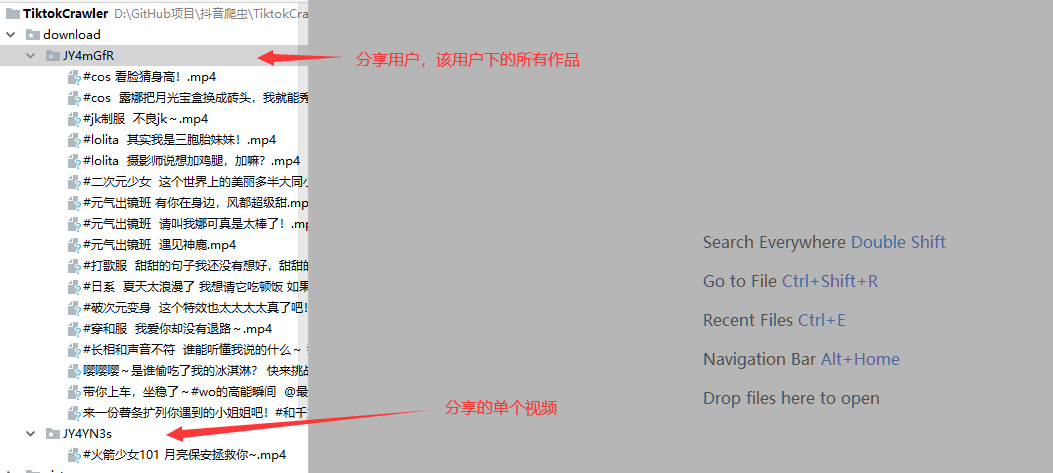 TiktokCrawler D:\GitHub项目\抖音爬虫\TiktokCra
download
JY4mGfR
分享用户，该用户下的所有作品
#cos 看脸猜身高！.mp4
#cos 露娜把月光宝盒换成砖头，我就能秀
#jk制服 不良jk～.mp4
#lolita 其实我是三胞胎妹妹！.mp4
#lolita 摄影师说想加鸡腿，加嘛？.mp4
#二次元少女 这个世界上的美丽多半大同小
#元气出镜班 有你在身边，风都超级甜.mp
#元气出镜班 请叫我娜可真是太棒了！.mp
#元气出镜班 遇见神鹿.mp4
#打歌服 甜甜的句子我还没有想好，甜甜的
#日系 夏天太浪漫了 我想请它吃顿饭 如果
#破次元变身 这个特效也太太太太真了吧！
#穿和服 我爱你却没有退路～.mp4
#长相和声音不符 谁能听懂我说的什么～
嘤嘤嘤～是谁偷吃了我的冰淇淋？ 快来挑战
带你上车，坐稳了～#wo的高能瞬间 @最
来一份替条扩列你遇到的小姐姐吧！#和千
分享的单个视频
JY4YN3s
#火箭少女101 月亮保安拯救你~.mp4
Search Everywhere Double Shift
Go to File Ctrl+Shift+R
Recent Files Ctrl+E
Navigation Bar Alt+Home
Drop files here to open